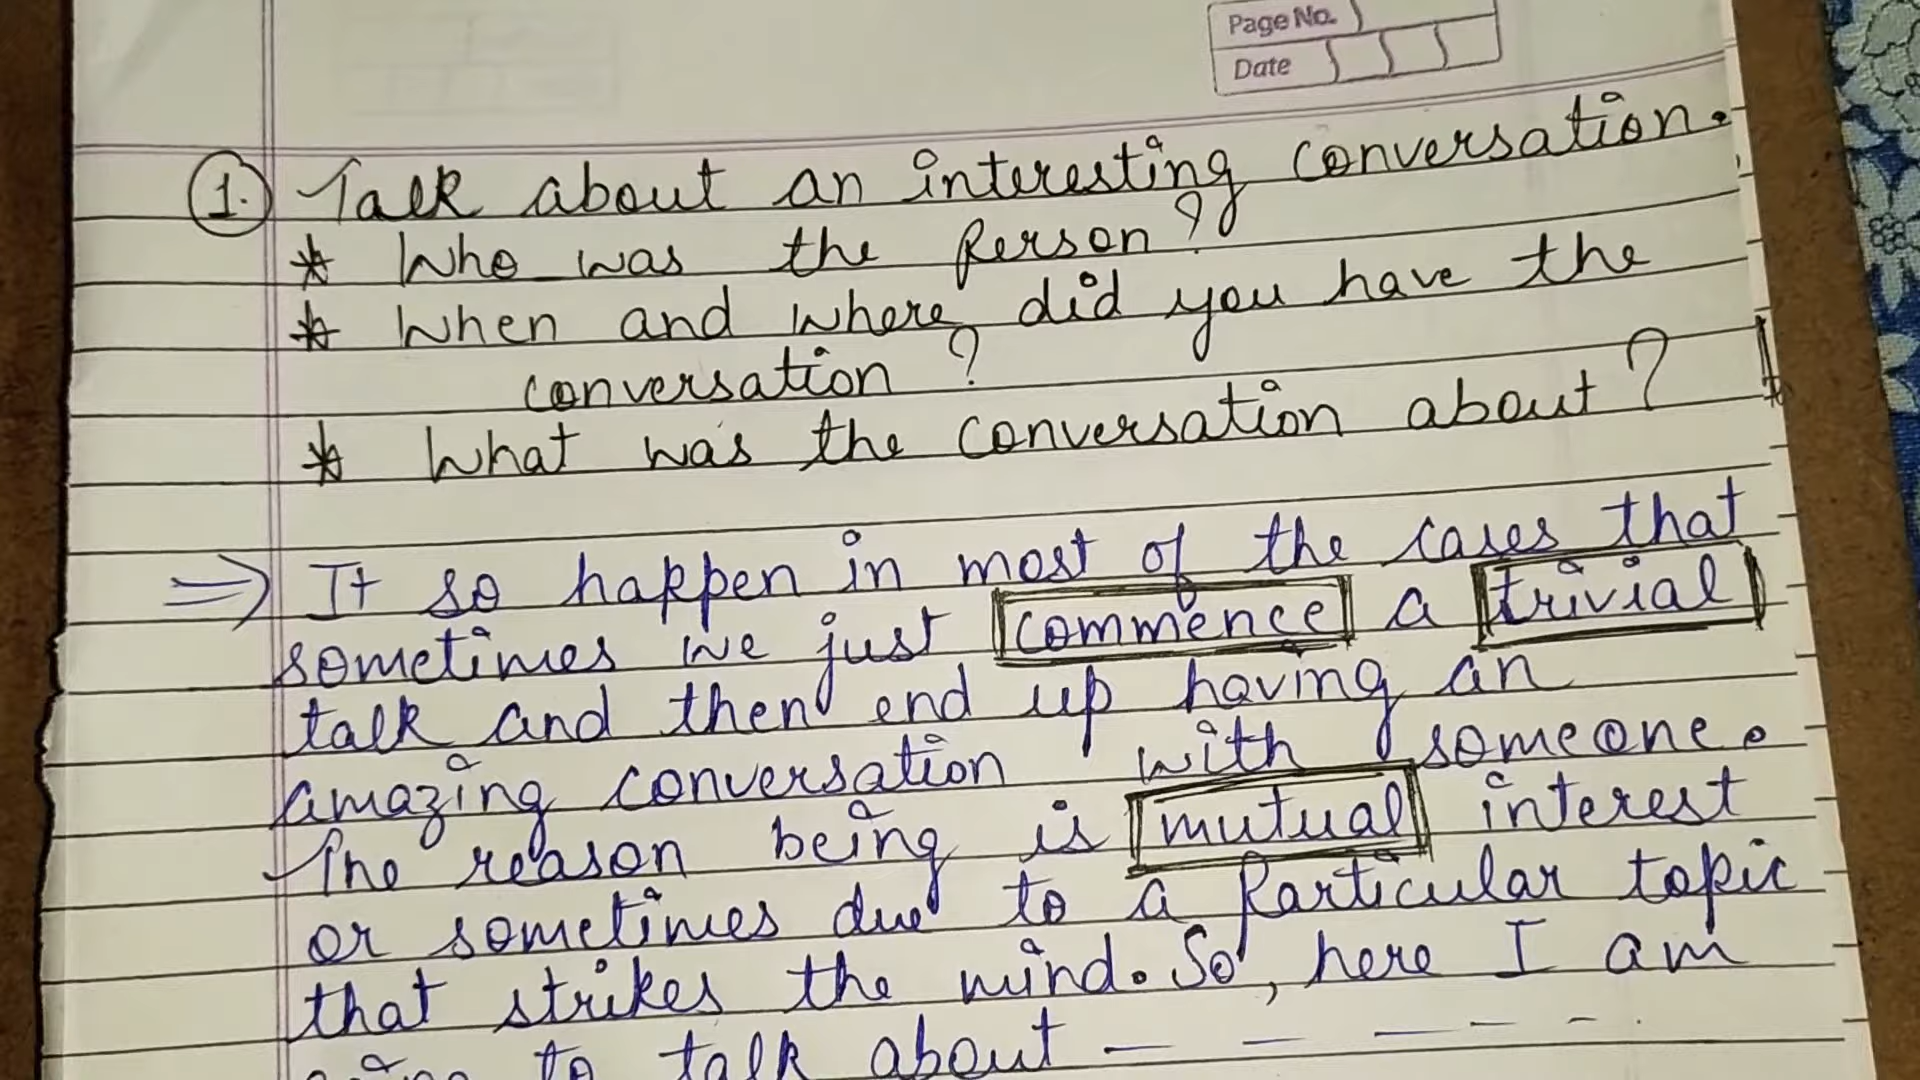 Page No.
Date
1. Talk about an interesting conversation.
* Who was the Person?
* When and where did you have the
conversation?
* What was the conversation about?
⇒ It so happen in most of the cases that
sometimes we just commence a trivial
talk and then end up having an
amazing conversation with someone.
The reason being is mutual interest
or sometimes due to a Particular topic
that strikes the mind. So, here I am
to talk about — — — — -.